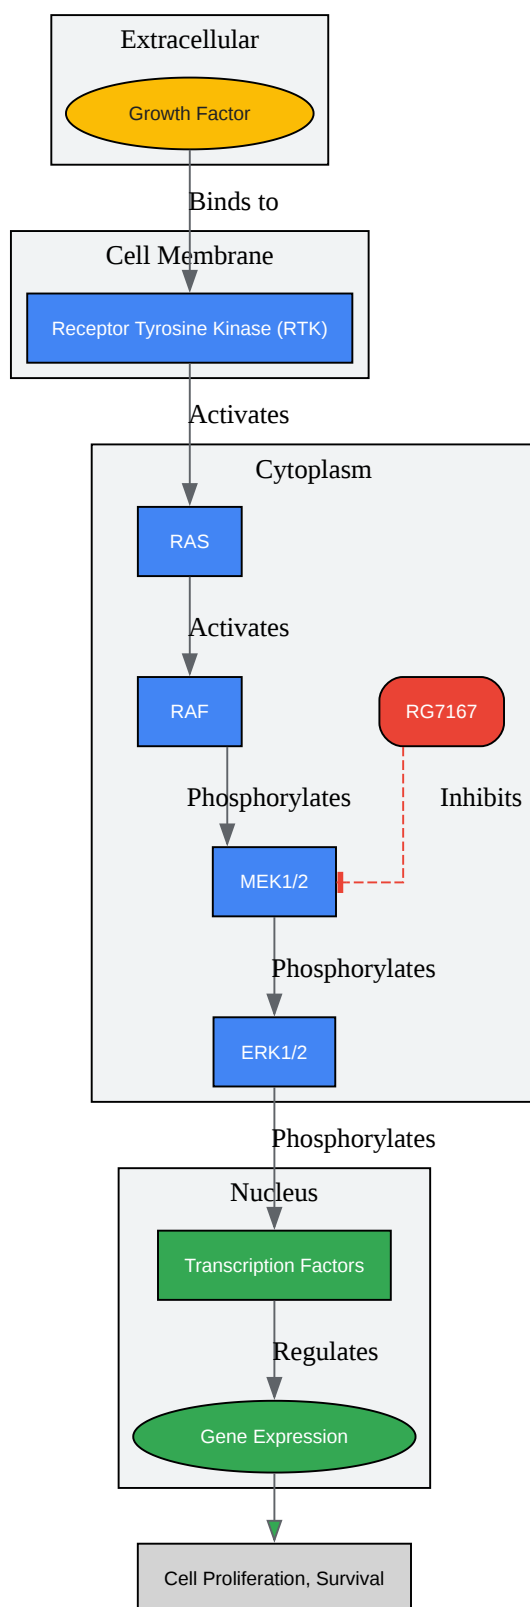 Extracellular
Growth Factor
Binds to
Cell Membrane
Receptor Tyrosine Kinase (RTK)
Activates
Cytoplasm
RAS
Activates
RAF
RG7167
Phosphorylates
Inhibits
MEK1/2
Phosphorylates
ERK1/2
Phosphorylates
Nucleus
Transcription Factors
Regulates
Gene Expression
Cell Proliferation, Survival